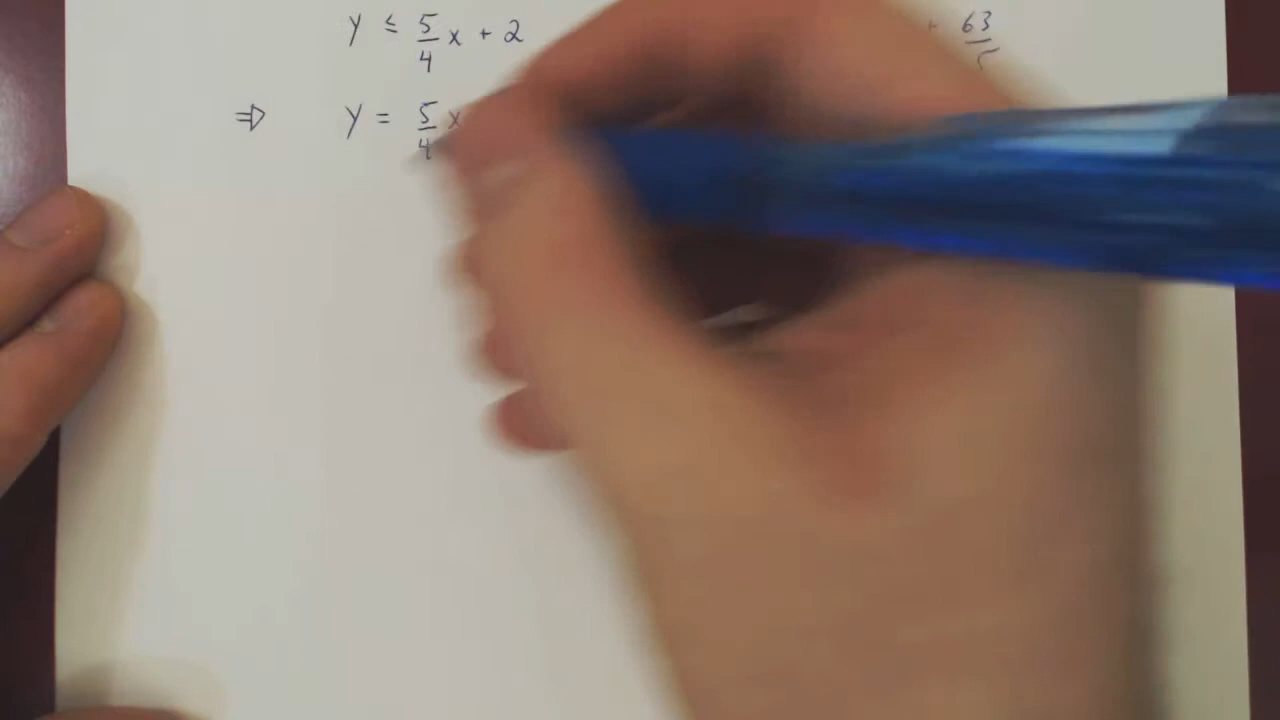 y ≤ 5/4 x + 2 + 63/
⇒ y = 5/4 x